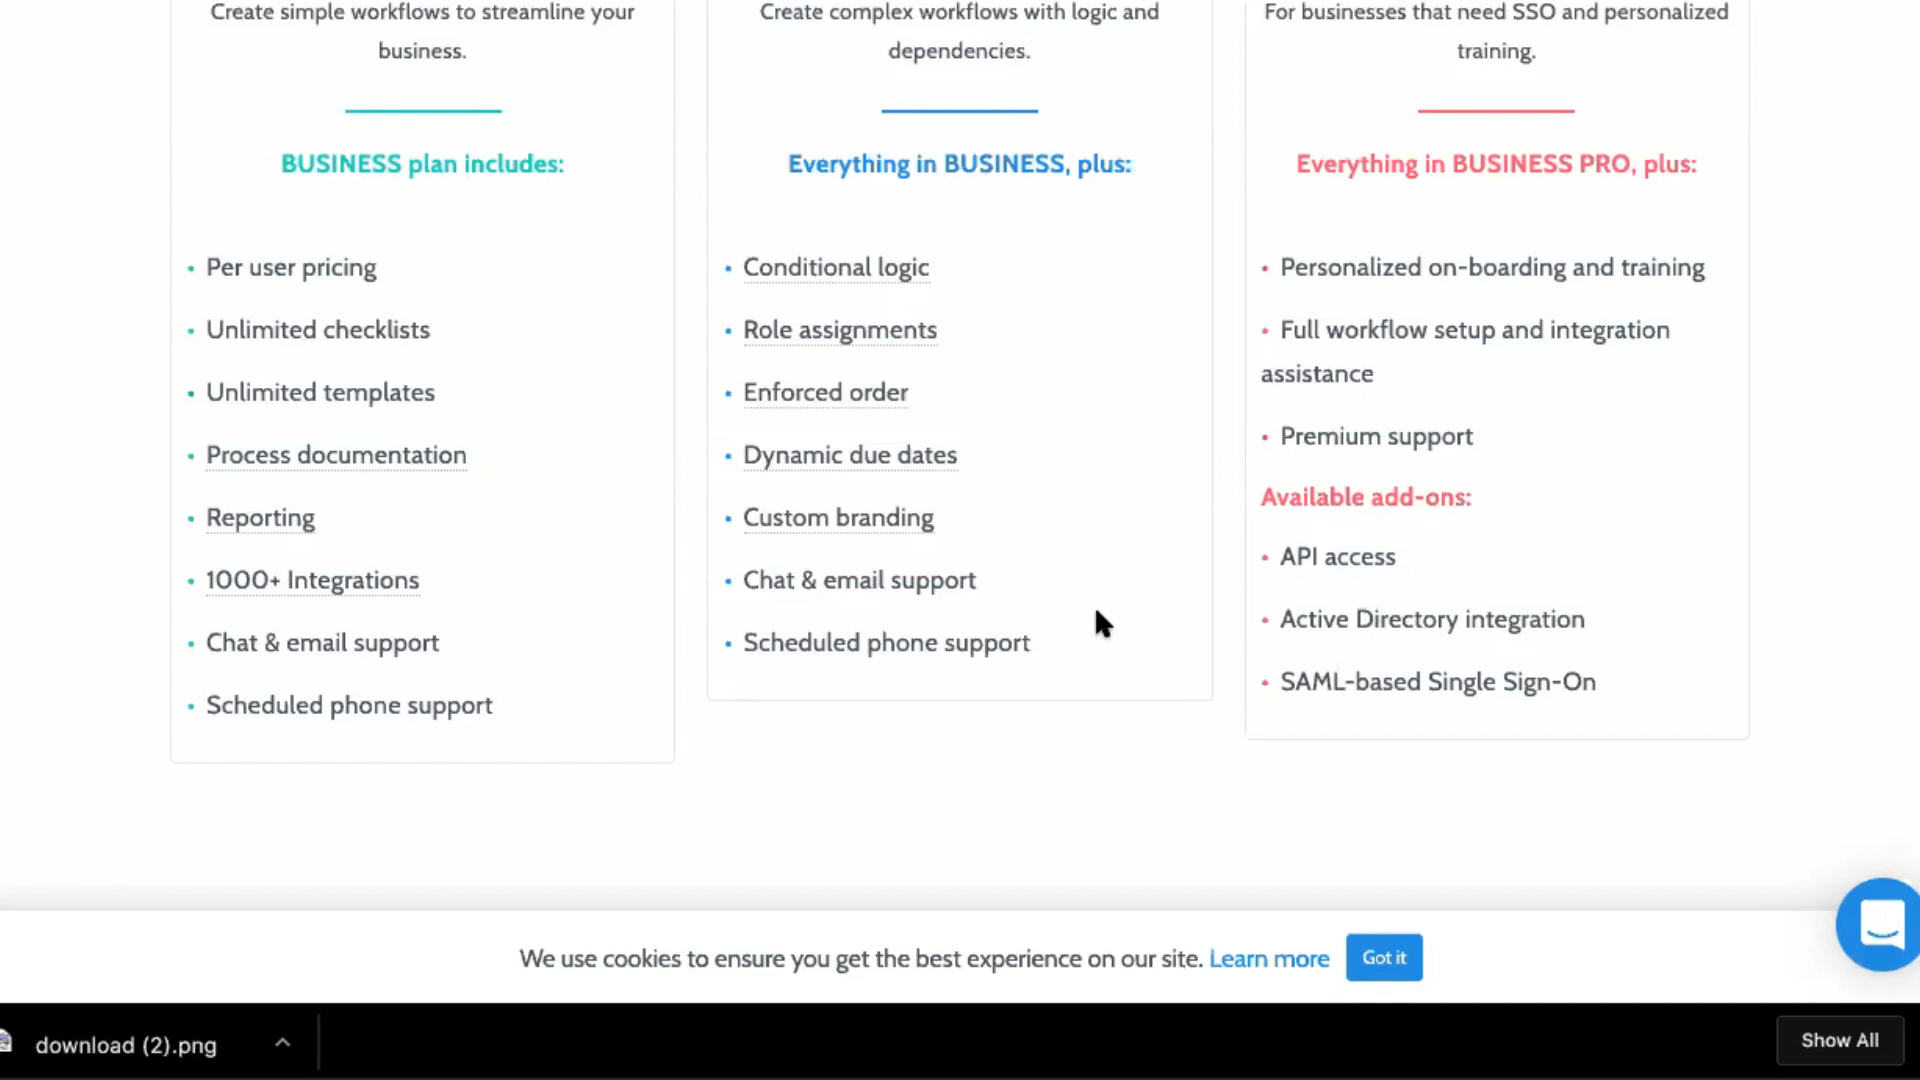 Create simple workflows to streamline your
business.
BUSINESS plan includes:
• Per user pricing
• Unlimited checklists
• Unlimited templates
• Process documentation
• Reporting
• 1000+ Integrations
• Chat & email support
• Scheduled phone support
Create complex workflows with logic and
dependencies.
Everything in BUSINESS, plus:
• Conditional logic
• Role assignments
• Enforced order
• Dynamic due dates
• Custom branding
• Chat & email support
• Scheduled phone support
For businesses that need SSO and personalized
training.
Everything in BUSINESS PRO, plus:
• Personalized on-boarding and training
• Full workflow setup and integration
assistance
• Premium support
Available add-ons:
• API access
• Active Directory integration
• SAML-based Single Sign-On
We use cookies to ensure you get the best experience on our site. Learn more Got it
download (2).png
Show All